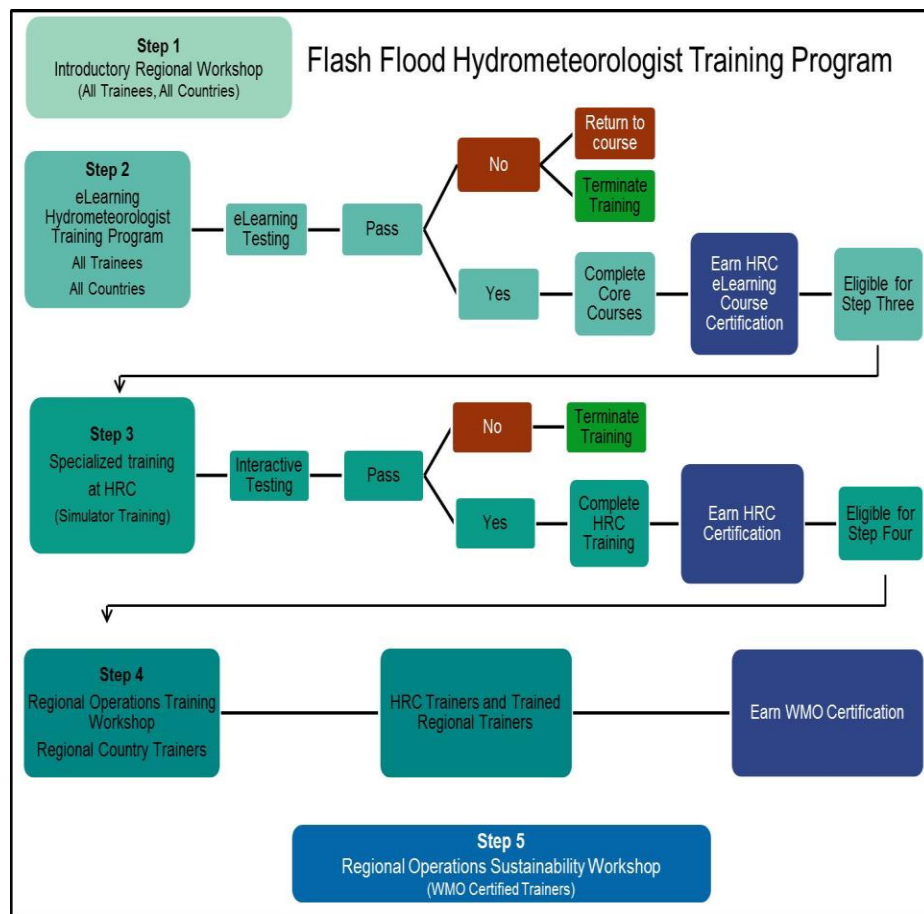 Step 1
Introductory Regional Workshop
(All Trainees, All Countries)
Flash Flood Hydrometeorologist Training Program
Step 2
eLearning
Hydrometeorologist
Training Program
All Trainees
All Countries
eLearning
Testing
Pass
No
Return to
course
Terminate
Training
Yes
Complete
Core
Courses
Earn HRC
eLearning
Course
Certification
Eligible for
Step Three
Step 3
Specialized training
at HRC
(Simulator Training)
Interactive
Testing
Pass
No
Terminate
Training
Yes
Complete
HRC
Training
Earn HRC
Certification
Eligible for
Step Four
Step 4
Regional Operations Training
Workshop
Regional Country Trainers
HRC Trainers and Trained
Regional Trainers
Earn WMO Certification
Step 5
Regional Operations Sustainability Workshop
(WMO Certified Trainers)